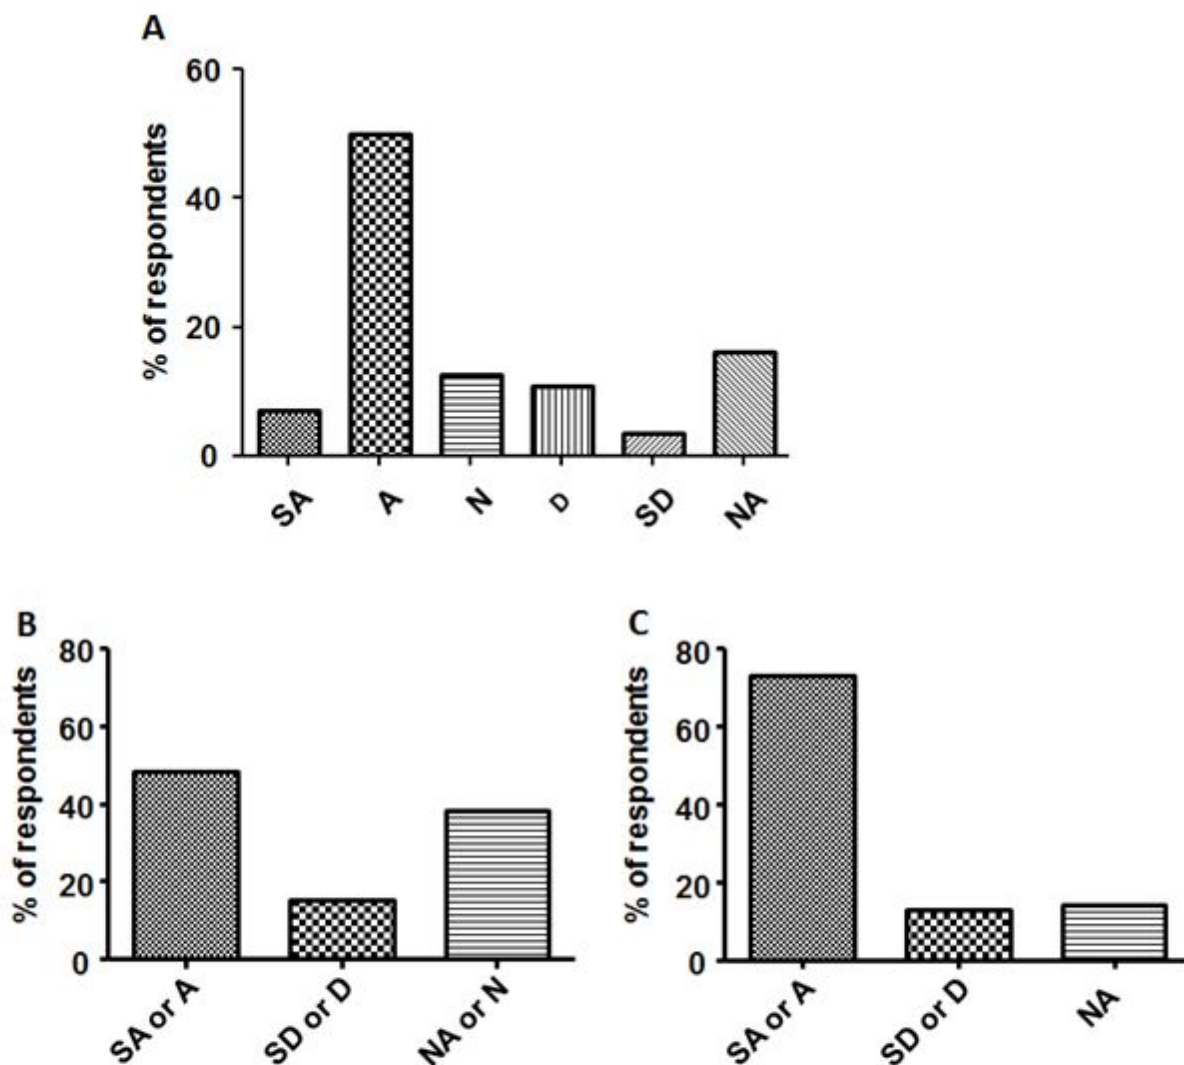 A
% of respondents
60
40
20
0
SA
A
N
D
SD
NA
B
% of respondents
80
60
40
20
0
SA or A
SD or D
NA or N
C
% of respondents
80
60
40
20
0
SA or A
SD or D
NA